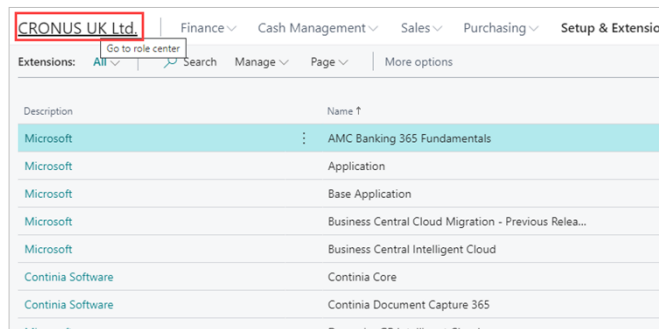 CRONUS UK Ltd. Finance Cash Management Sales Purchasing Setup & Extensio
Go to role center
Extensions: All Search Manage Page More options
Description Name ↑
Microsoft AMC Banking 365 Fundamentals
Microsoft Application
Microsoft Base Application
Microsoft Business Central Cloud Migration - Previous Relea...
Microsoft Business Central Intelligent Cloud
Continia Software Continia Core
Continia Software Continia Document Capture 365